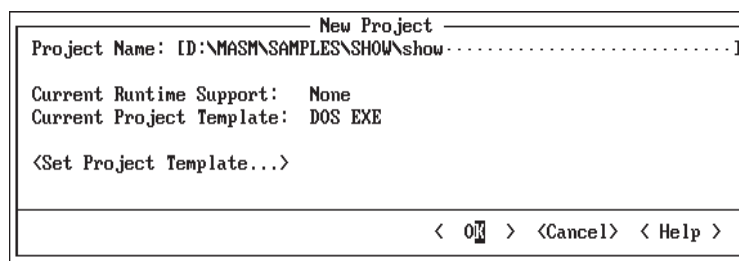 New Project
Project Name: [D:\MASM\SAMPLES\SHOW\show····························]
Current Runtime Support: None
Current Project Template: DOS EXE
<Set Project Template...>
< OK > <Cancel> < Help >